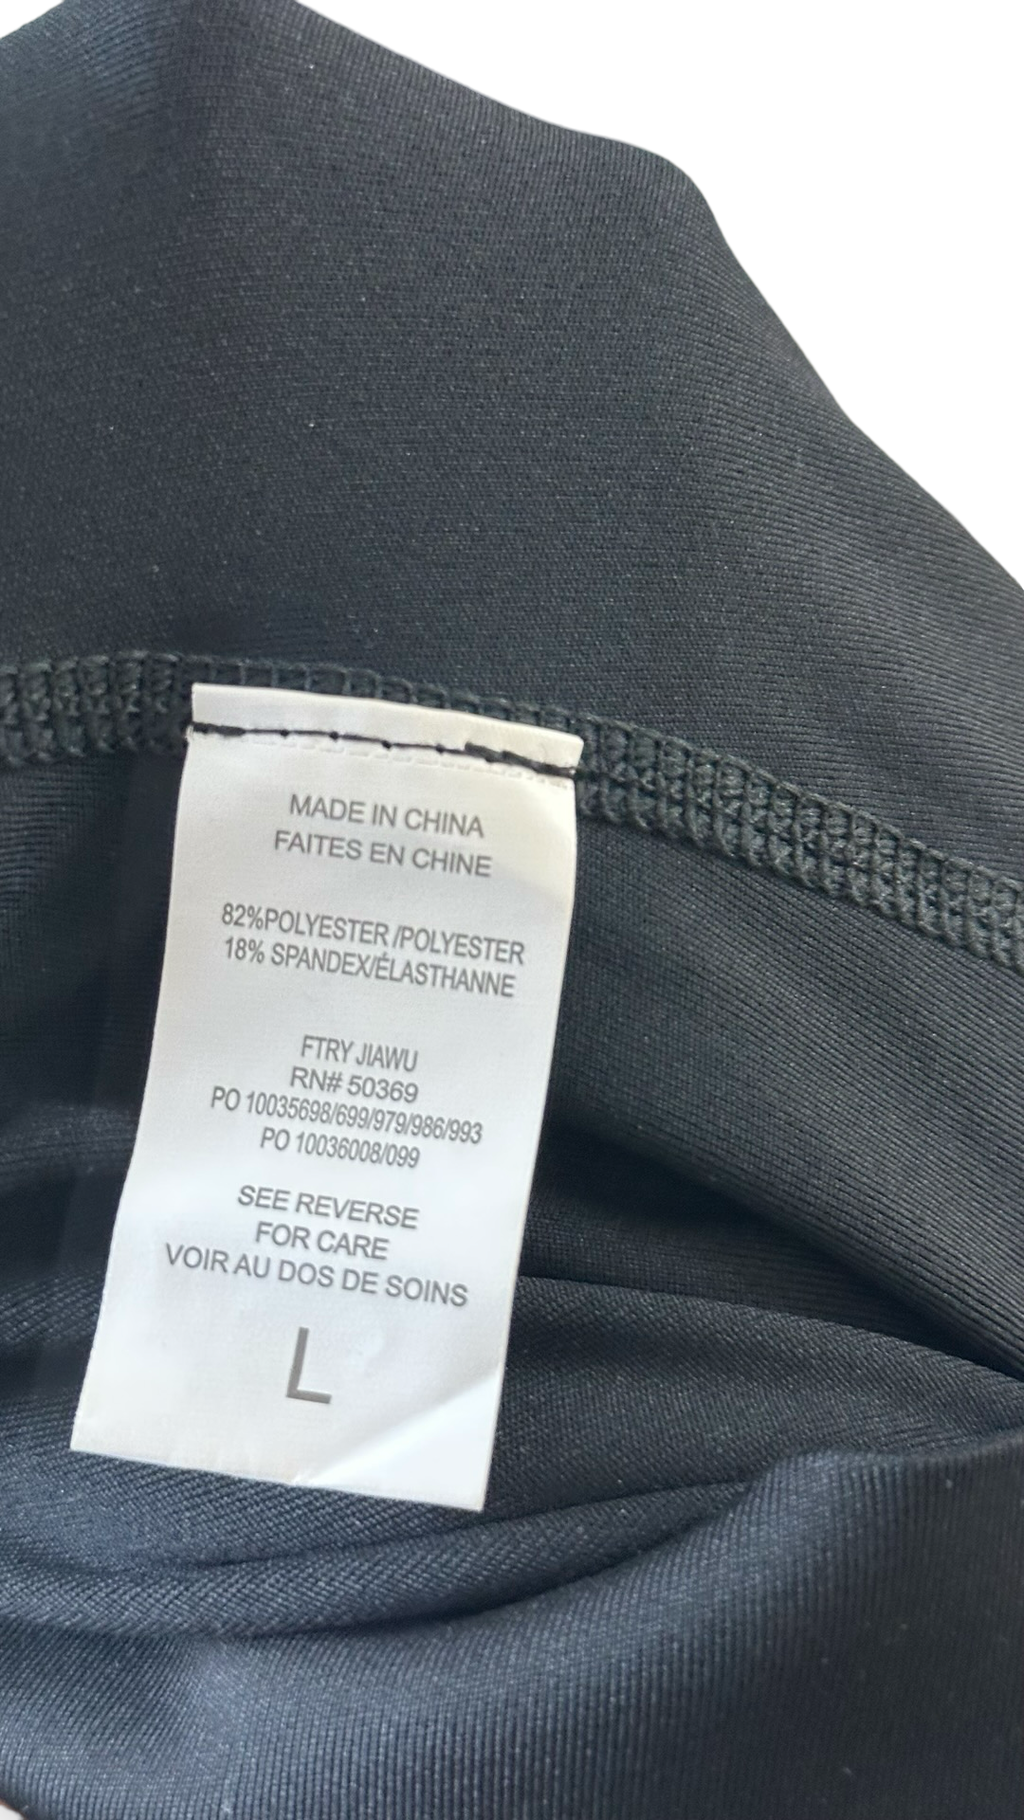 MADE IN CHINA
FAITES EN CHINE
82%POLYESTER /POLYESTER
18% SPANDEX/ÉLASTHANNE
FTRY JIAWU
RN# 50369
PO 10035698/699/979/986/993
PO 10036008/099
SEE REVERSE
FOR CARE
VOIR AU DOS DE SOINS
L